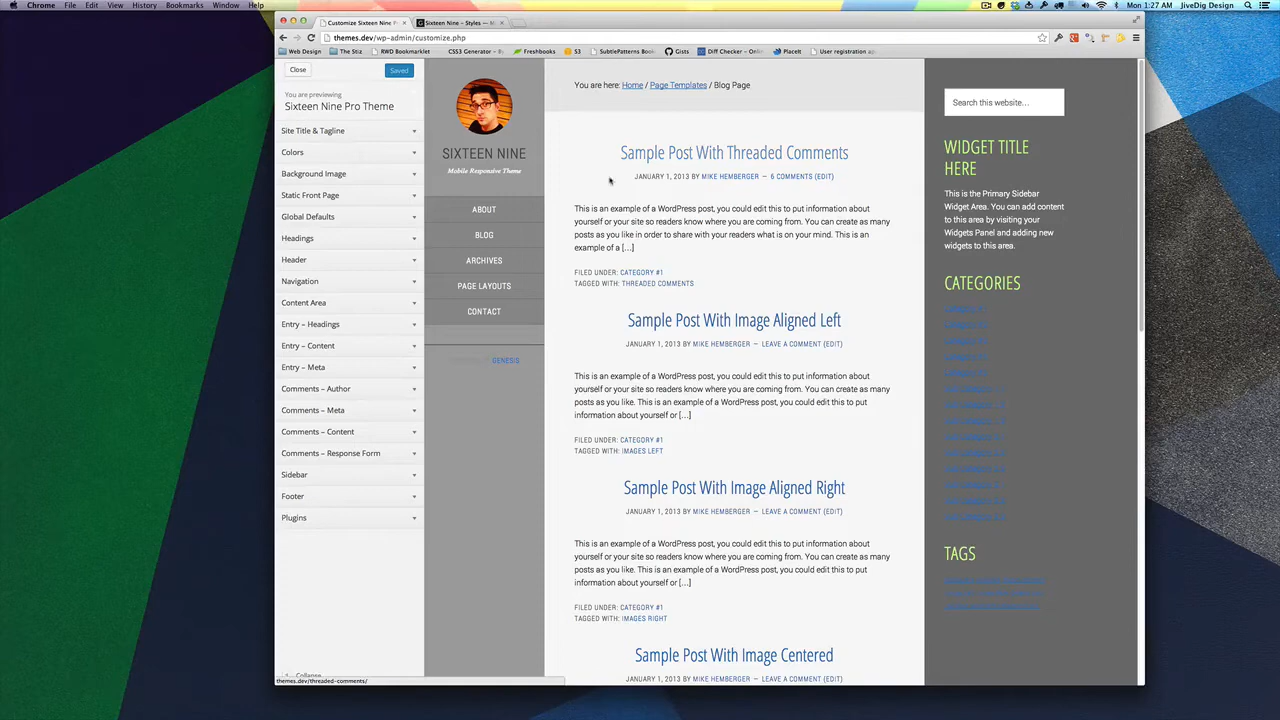 Chrome File Edit View History Bookmarks Window Help
Mon 1:27 AM JiveDig Design
Customize Sixteen Nine P
Sixteen Nine – Styles — M
themes.dev/wp-admin/customize.php
Web Design The Stiz RWD Bookmarklet CSS3 Generator – B Freshbooks S3 SubtlePatterns Book Gists Diff Checker – Onli PlaceIt User registration ap
Close
Saved
You are previewing
Sixteen Nine Pro Theme
Site Title & Tagline
Colors
Background Image
Static Front Page
Global Defaults
Headings
Header
Navigation
Content Area
Entry – Headings
Entry – Content
Entry – Meta
Comments – Author
Comments – Meta
Comments – Content
Comments – Response Form
Sidebar
Footer
Plugins
Collapse
themes.dev/threaded-comments/
SIXTEEN NINE
Mobile Responsive Theme
ABOUT
BLOG
ARCHIVES
PAGE LAYOUTS
CONTACT
GENESIS
You are here: Home / Page Templates / Blog Page
Sample Post With Threaded Comments
JANUARY 1, 2013 BY MIKE HEMBERGER — 6 COMMENTS (EDIT)
This is an example of a WordPress post, you could edit this to put information about
yourself or your site so readers know where you are coming from. You can create as many
posts as you like in order to share with your readers what is on your mind. This is an
example of a [...]
FILED UNDER: CATEGORY #1
TAGGED WITH: THREADED COMMENTS
Sample Post With Image Aligned Left
JANUARY 1, 2013 BY MIKE HEMBERGER — LEAVE A COMMENT (EDIT)
This is an example of a WordPress post, you could edit this to put information about
yourself or your site so readers know where you are coming from. You can create as many
posts as you like. This is an example of a WordPress post, you could edit this to put
information about yourself or [...]
FILED UNDER: CATEGORY #1
TAGGED WITH: IMAGES LEFT
Sample Post With Image Aligned Right
JANUARY 1, 2013 BY MIKE HEMBERGER — LEAVE A COMMENT (EDIT)
This is an example of a WordPress post, you could edit this to put information about
yourself or your site so readers know where you are coming from. You can create as many
posts as you like. This is an example of a WordPress post, you could edit this to put
information about yourself or [...]
FILED UNDER: CATEGORY #1
TAGGED WITH: IMAGES RIGHT
Sample Post With Image Centered
JANUARY 1, 2013 BY MIKE HEMBERGER — LEAVE A COMMENT (EDIT)
Search this website...
WIDGET TITLE
HERE
This is the Primary Sidebar
Widget Area. You can add content
to this area by visiting your
Widgets Panel and adding new
widgets to this area.
CATEGORIES
TAGS